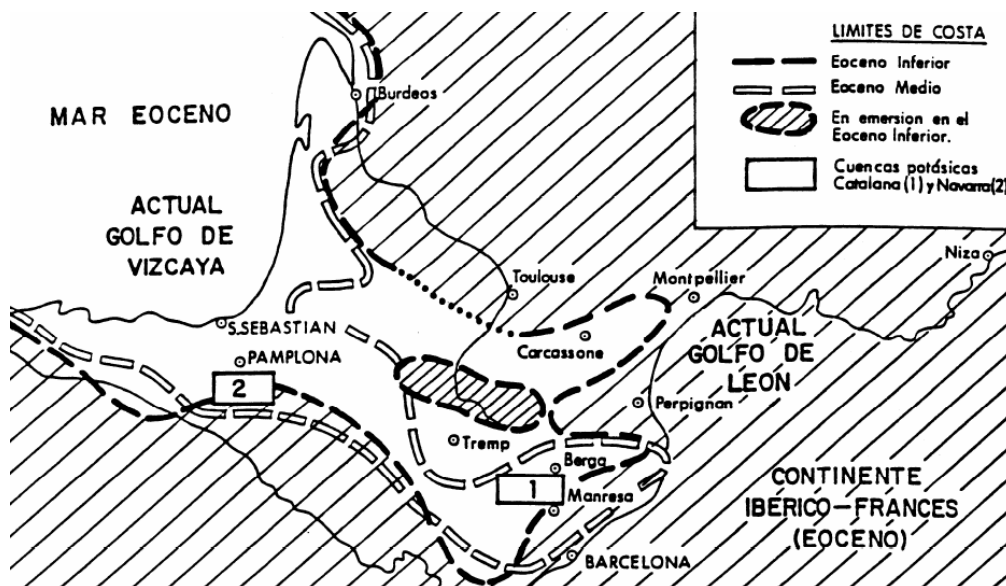 LIMITES DE COSTA
Eoceno Inferior
Eoceno Medio
En emersion en el
Eoceno Inferior.
Cuencas potásicas
Catalana (1) y Navarra (2)
MAR EOCENO
Burdeos
ACTUAL
GOLFO DE
VIZCAYA
Toulouse
Montpellier
Niza
S.SEBASTIAN
Carcassone
ACTUAL
GOLFO DE
LEON
PAMPLONA
2
Perpignan
Tremp
Berga
1
Manresa
CONTINENTE
IBERICO-FRANCES
(EOCENO)
BARCELONA